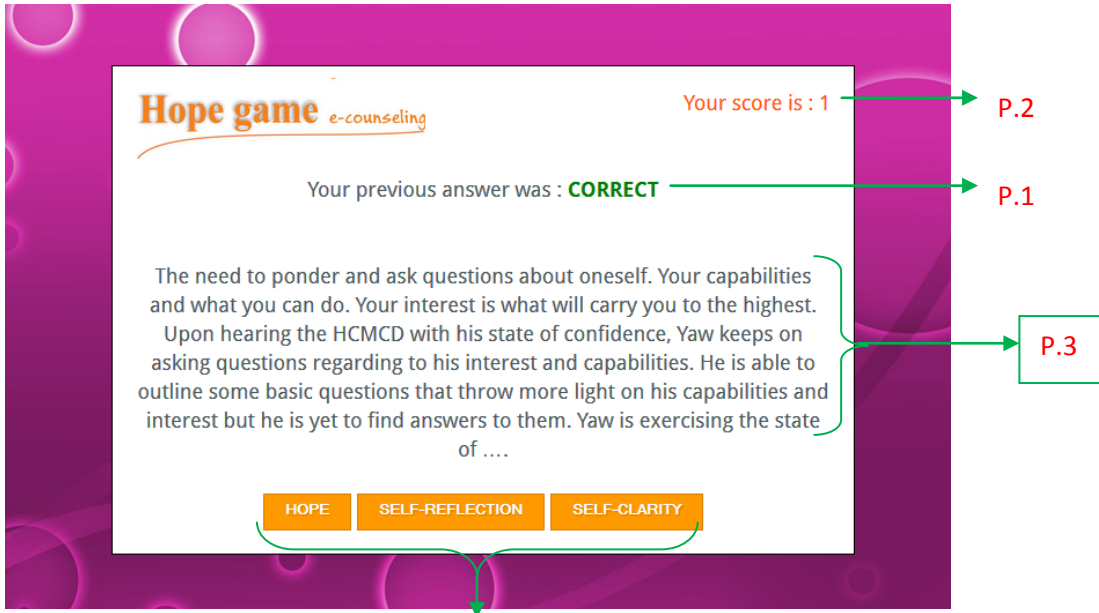 Hope game e-counseling
Your score is : 1
P.2
Your previous answer was : CORRECT
P.1
The need to ponder and ask questions about oneself. Your capabilities
and what you can do. Your interest is what will carry you to the highest.
Upon hearing the HCMCD with his state of confidence, Yaw keeps on
asking questions regarding to his interest and capabilities. He is able to
outline some basic questions that throw more light on his capabilities and
interest but he is yet to find answers to them. Yaw is exercising the state
of ....
P.3
HOPE
SELF-REFLECTION
SELF-CLARITY